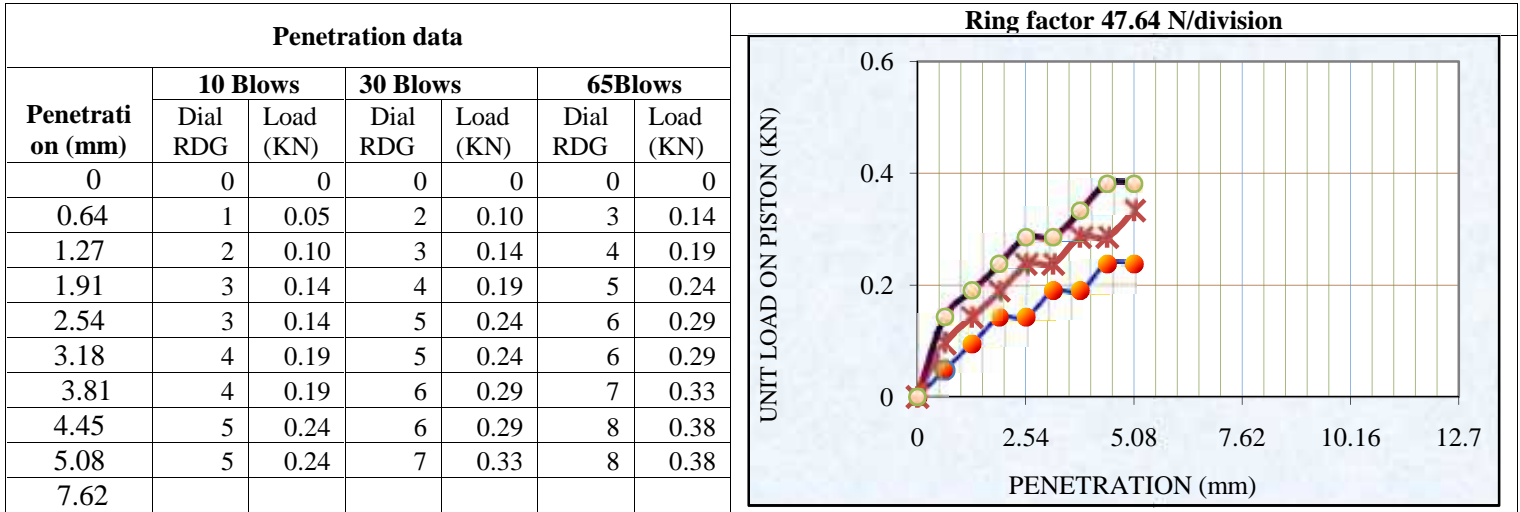 Penetration data
10 Blows 30 Blows 65Blows
Penetrati
on (mm)
Dial
RDG
Load
(KN)
Dial
RDG
Load
(KN)
Dial
RDG
Load
(KN)
0 0 0 0 0 0 0
0.64 1 0.05 2 0.10 3 0.14
1.27 2 0.10 3 0.14 4 0.19
1.91 3 0.14 4 0.19 5 0.24
2.54 3 0.14 5 0.24 6 0.29
3.18 4 0.19 5 0.24 6 0.29
3.81 4 0.19 6 0.29 7 0.33
4.45 5 0.24 6 0.29 8 0.38
5.08 5 0.24 7 0.33 8 0.38
7.62
Ring factor 47.64 N/division
UNIT LOAD ON PISTON (KN)
0.6
0.4
0.2
0
0 2.54 5.08 7.62 10.16 12.7
PENETRATION (mm)